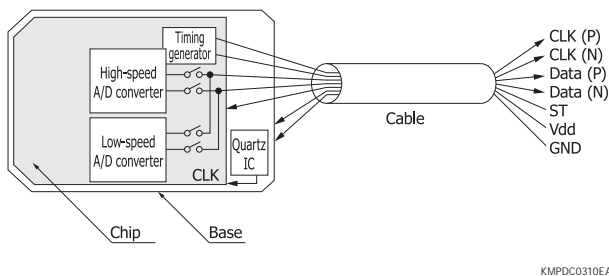 Timing
generator
High-speed
A/D converter
Low-speed
A/D converter
Quartz
IC
CLK
Chip
Base
Cable
CLK (P)
CLK (N)
Data (P)
Data (N)
ST
Vdd
GND
KMPDC0310EA